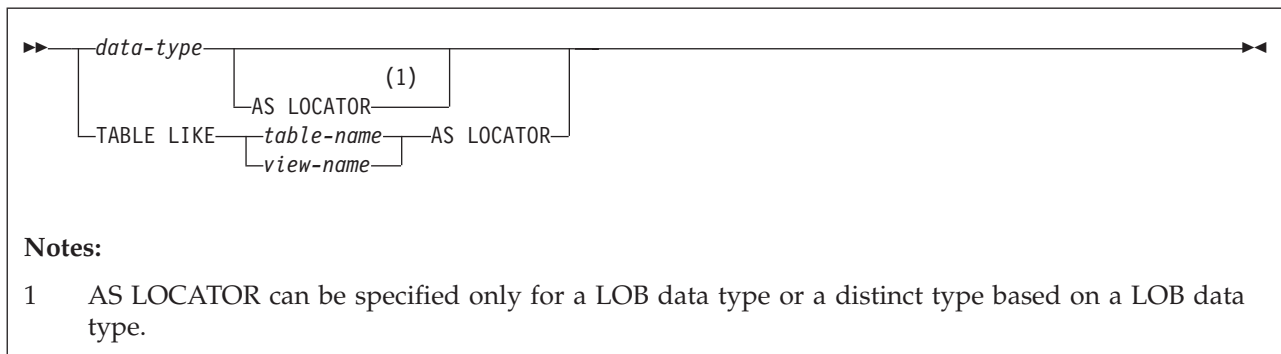 data-type
(1)
AS LOCATOR
TABLE LIKE table-name AS LOCATOR
view-name
Notes:
1 AS LOCATOR can be specified only for a LOB data type or a distinct type based on a LOB data
type.